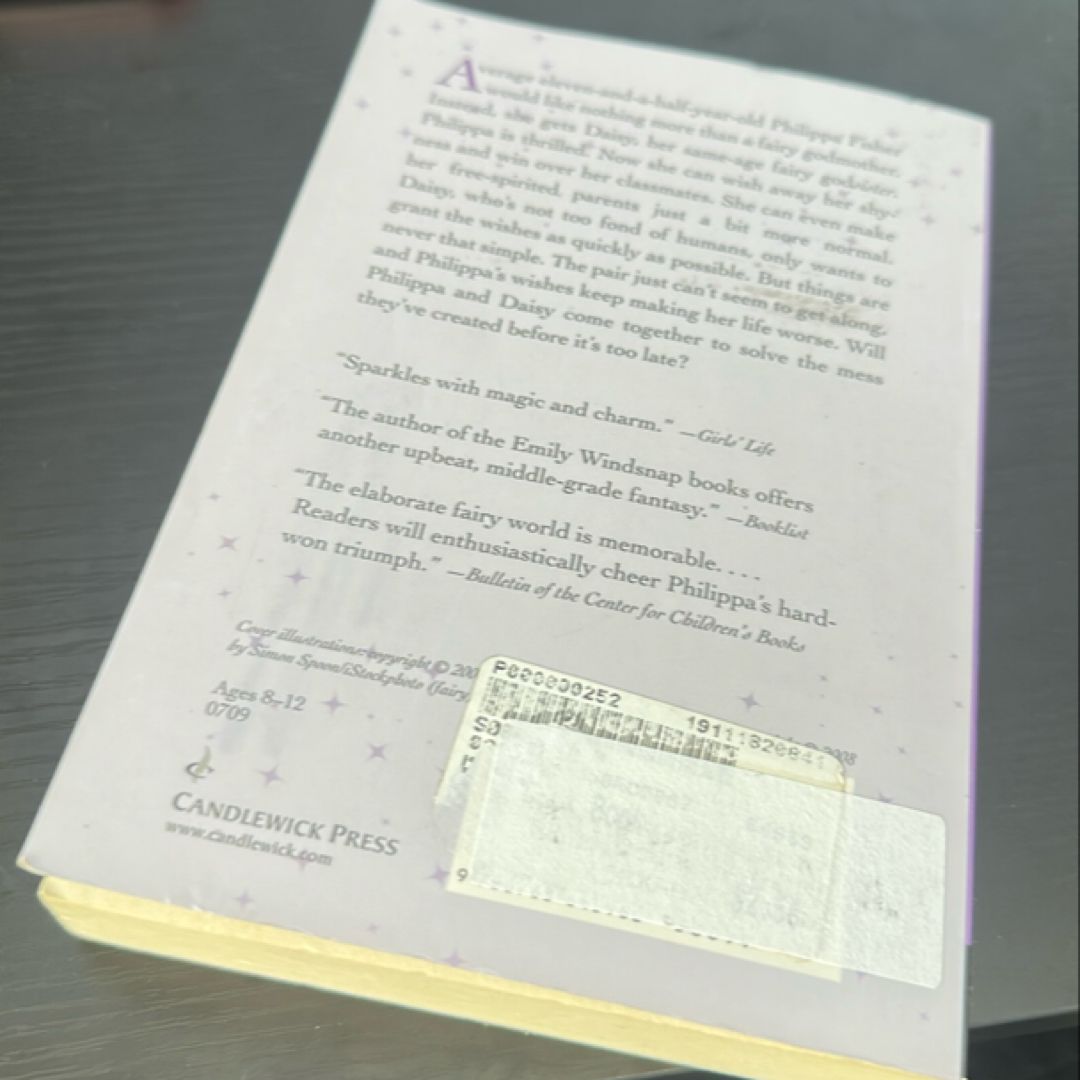 Average eleven-and-a-half-year-old Philippa Fisher
would like nothing more than a fairy godmother.
Instead, she gets Daisy, her same-age fairy godsister.
Philippa is thrilled! Now she can wish away her shy-
ness and win over her classmates. She can even make
her free-spirited parents just a bit more normal.
Daisy, who's not too fond of humans, only wants to
grant the wishes as quickly as possible. But things are
never that simple. The pair just can't seem to get along,
and Philippa's wishes keep making her life worse. Will
Philippa and Daisy come together to solve the mess
they've created before it's too late?
"Sparkles with magic and charm." —Girls' Life
"The author of the Emily Windsnap books offers
another upbeat, middle-grade fantasy." —Booklist
"The elaborate fairy world is memorable. . . .
Readers will enthusiastically cheer Philippa's hard-
won triumph." —Bulletin of the Center for Children's Books
Cover illustrations copyright © 200
by Simon Spoon/iStockphoto (fairy
© 2008
Ages 8–12
0709
CANDLEWICK PRESS
www.candlewick.com
9